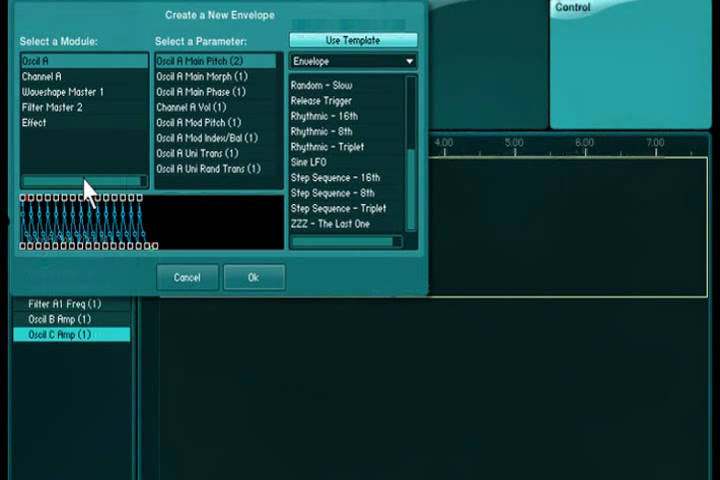 Create a New Envelope
Control
Select a Module:
Select a Parameter:
Use Template
Oscil A
Channel A
Waveshape Master 1
Filter Master 2
Effect
Oscil A Main Pitch (2)
Oscil A Main Morph (1)
Oscil A Main Phase (1)
Channel A Vol (1)
Oscil A Mod Pitch (1)
Oscil A Mod Index/Bal (1)
Oscil A Uni Trans (1)
Oscil A Uni Rand Trans (1)
Envelope
Random - Slow
Release Trigger
Rhythmic - 16th
Rhythmic - 8th
Rhythmic - Triplet
Sine LFO
Step Sequence - 16th
Step Sequence - 8th
Step Sequence - Triplet
ZZZ - The Last One
4.00 5.00 6.00 7.00
Cancel
Ok
Filter A1 Freq (1)
Oscil B Amp (1)
Oscil C Amp (1)